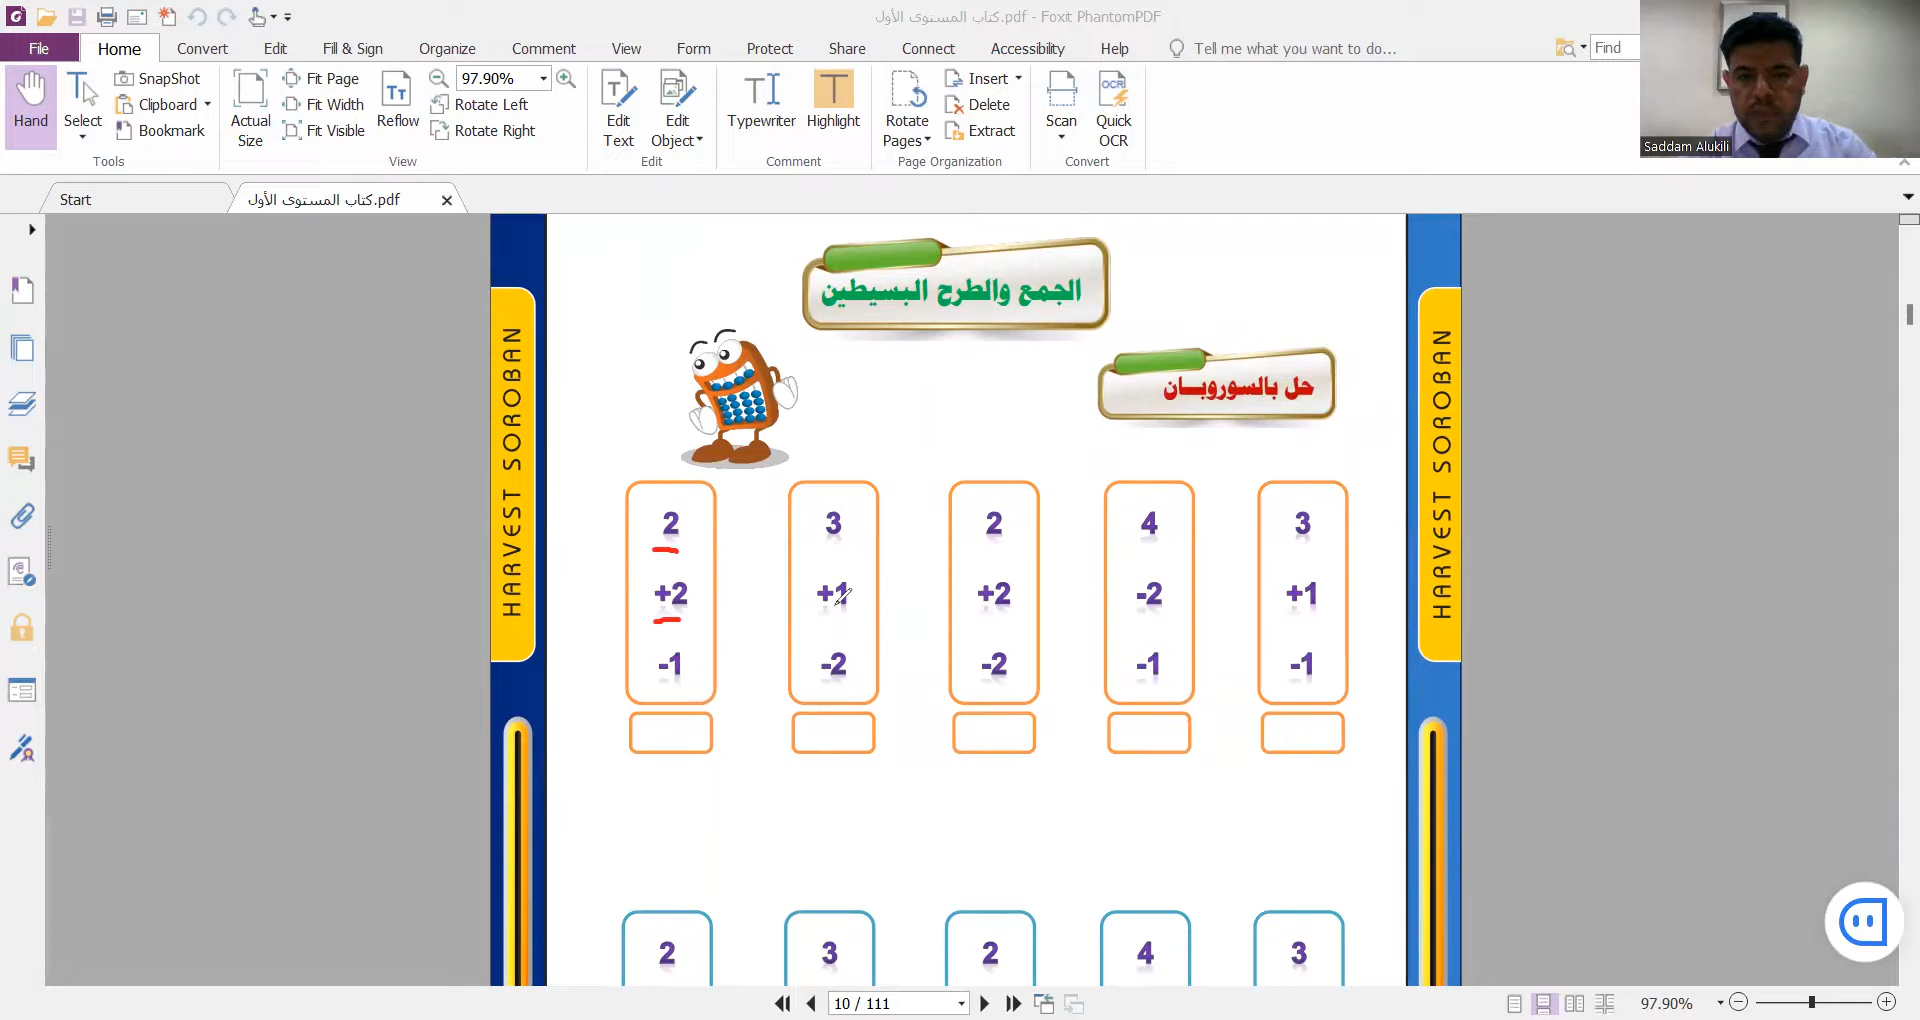 كتاب المستوى الأول.pdf - Foxit PhantomPDF
File Home Convert Edit Fill & Sign Organize Comment View Form Protect Share Connect Accessibility Help Tell me what you want to do... Find
Hand
Select
SnapShot
Clipboard
Bookmark
Tools
Actual Size
Fit Page
Fit Width
Fit Visible
Reflow
97.90%
Rotate Left
Rotate Right
View
Edit Text
Edit Object
Edit
Typewriter
Highlight
Comment
Rotate Pages
Insert
Delete
Extract
Page Organization
Scan
Quick OCR
Convert
Saddam Alukili
Start
كتاب المستوى الأول.pdf
الجمع والطرح البسيطين
حل بالسوروبان
HARVEST SOROBAN
HARVEST SOROBAN
2 3 2 4 3
+2 +1 +2 -2 +1
-1 -2 -2 -1 -1
2 3 2 4 3
10 / 111
97.90%